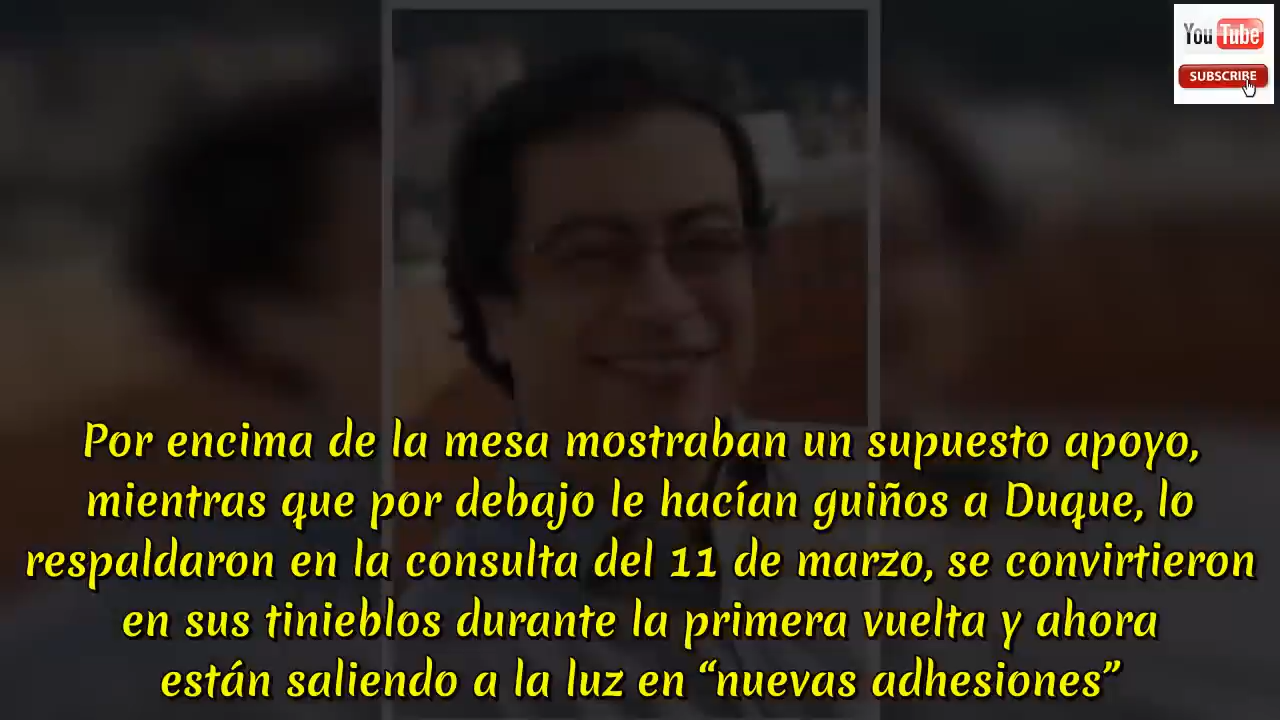 You Tube
SUBSCRIBE
Por encima de la mesa mostraban un supuesto apoyo,
mientras que por debajo le hacían guiños a Duque, lo
respaldaron en la consulta del 11 de marzo, se convirtieron
en sus tinieblos durante la primera vuelta y ahora
están saliendo a la luz en “nuevas adhesiones”